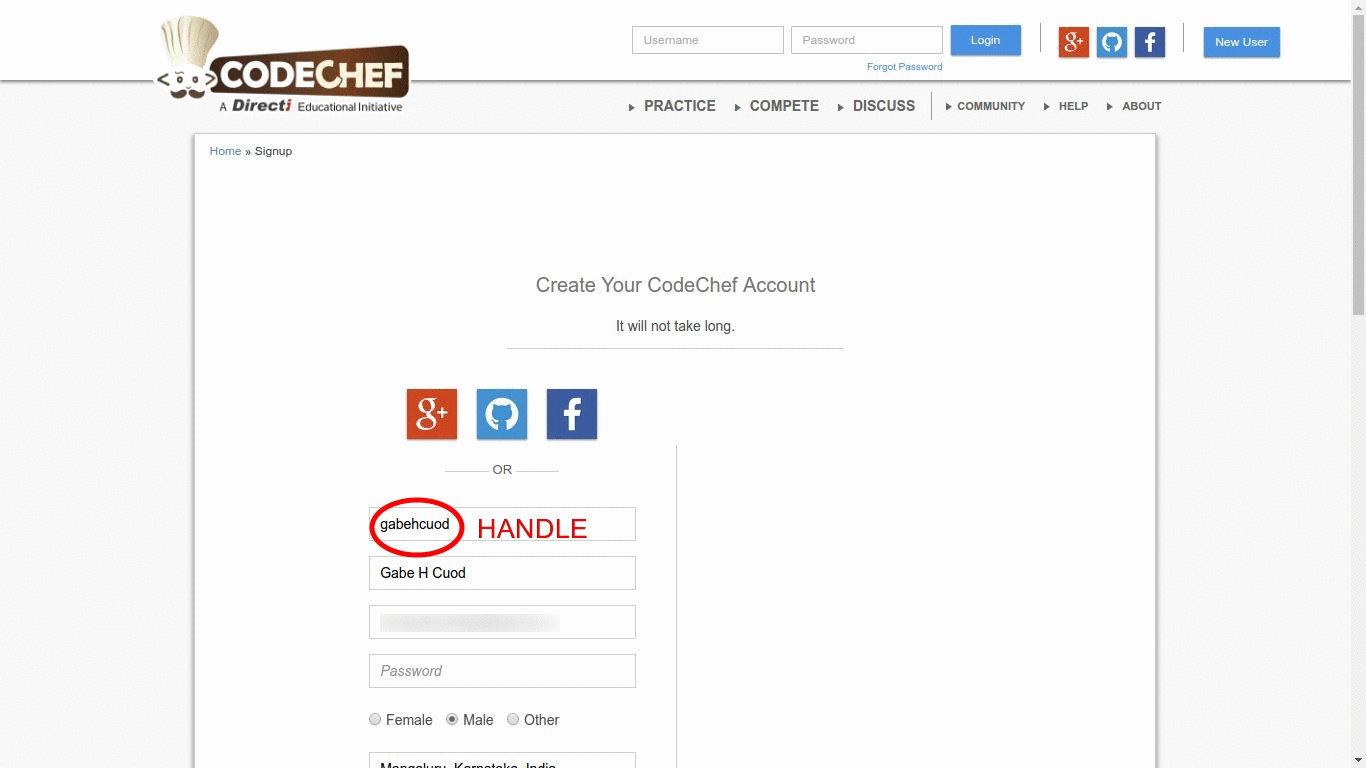 Username
Password
Login
g+
f
New User
Forgot Password
CODECHEF
A Directi Educational Initiative
PRACTICE
COMPETE
DISCUSS
COMMUNITY
HELP
ABOUT
Home » Signup
Create Your CodeChef Account
It will not take long.
g+
f
OR
gabehcuod HANDLE
Gabe H Cuod
Password
Female Male Other
Mangaluru, Karnataka, India